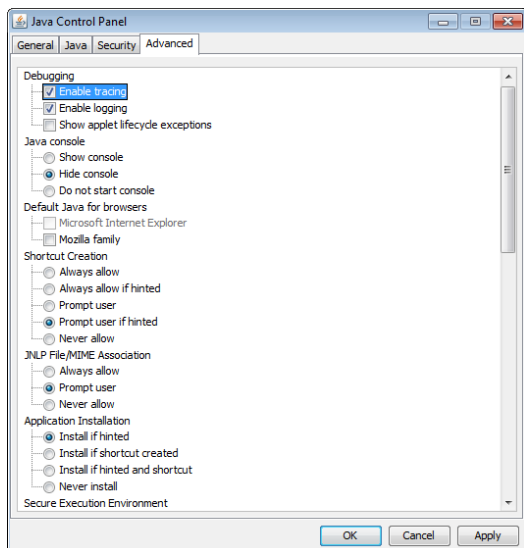 Java Control Panel
General Java Security Advanced
Debugging
Enable tracing
Enable logging
Show applet lifecycle exceptions
Java console
Show console
Hide console
Do not start console
Default Java for browsers
Microsoft Internet Explorer
Mozilla family
Shortcut Creation
Always allow
Always allow if hinted
Prompt user
Prompt user if hinted
Never allow
JNLP File/MIME Association
Always allow
Prompt user
Never allow
Application Installation
Install if hinted
Install if shortcut created
Install if hinted and shortcut
Never install
Secure Execution Environment
OK Cancel Apply